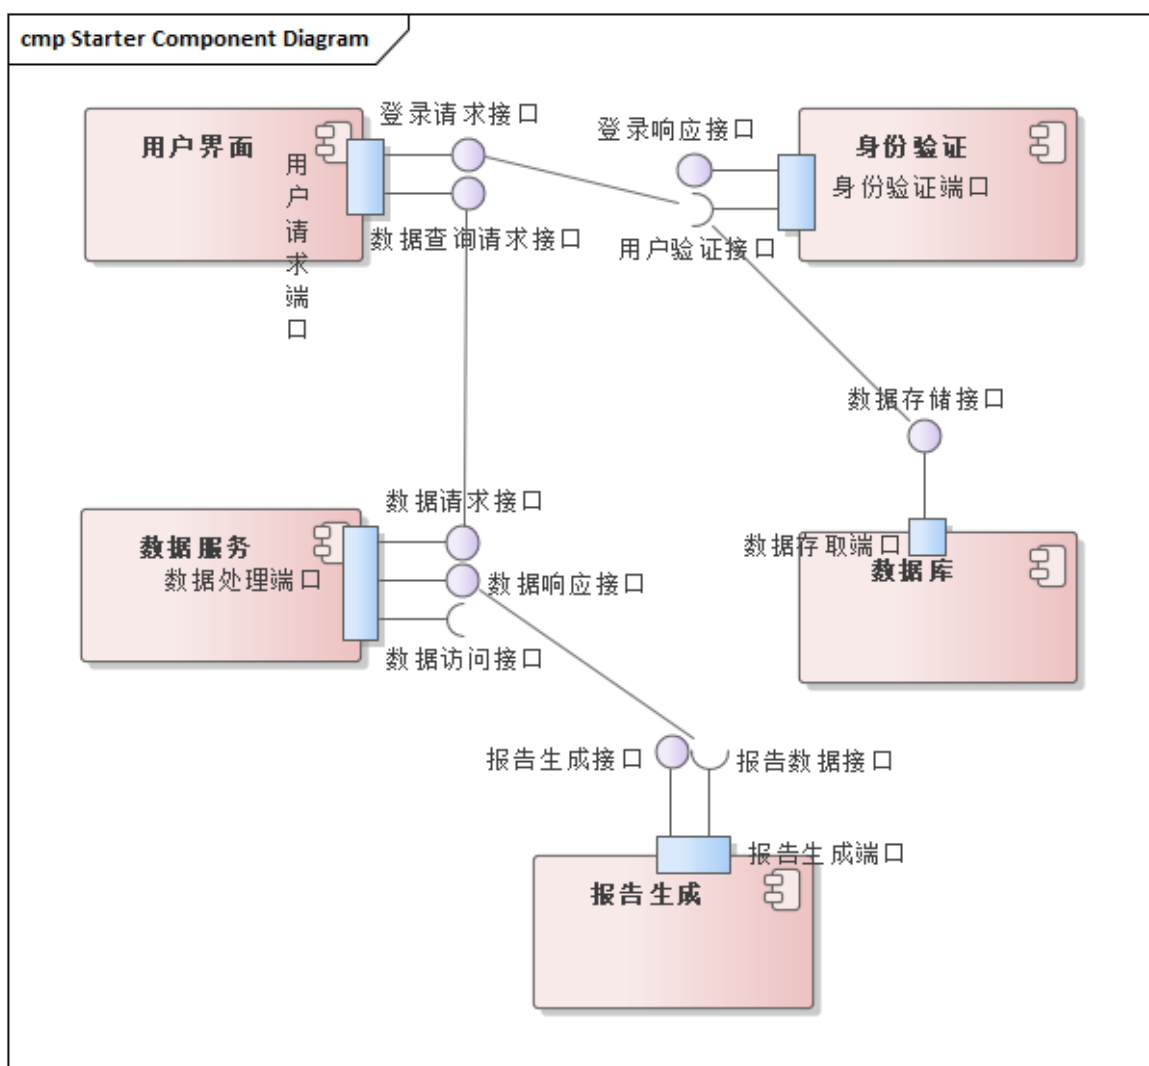 cmp Starter Component Diagram
登录请求接口
登录响应接口
用户界面
身份验证
用户请求端口
身份验证端口
数据查询请求接口
用户验证接口
数据存储接口
数据请求接口
数据服务
数据存取端口
数据处理端口
数据响应接口
数据库
数据访问接口
报告生成接口
报告数据接口
报告生成端口
报告生成